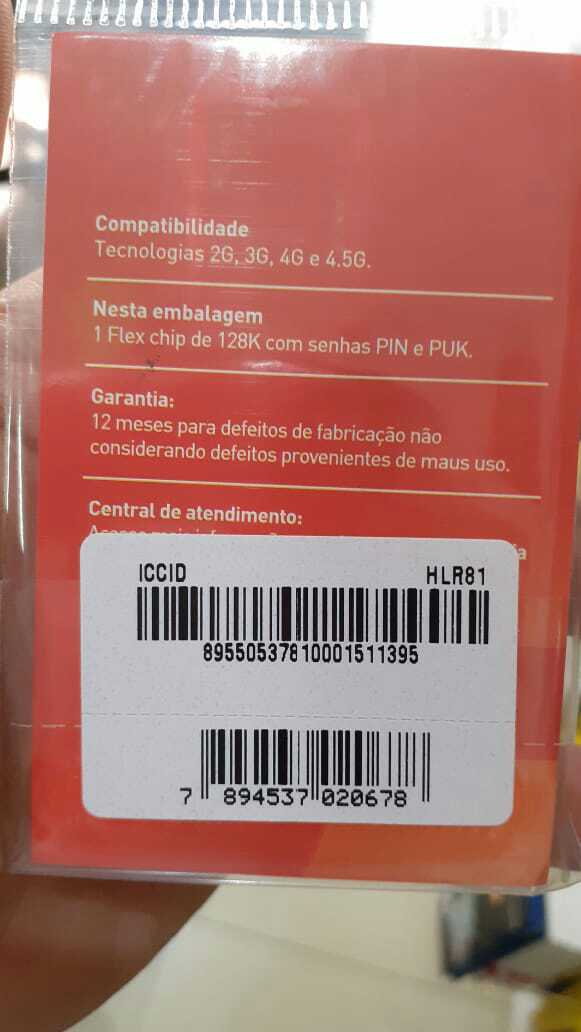 Compatibilidade
Tecnologias 2G, 3G, 4G e 4.5G.
Nesta embalagem
1 Flex chip de 128K com senhas PIN e PUK.
Garantia:
12 meses para defeitos de fabricação não
considerando defeitos provenientes de maus uso.
Central de atendimento:
ICCID HLR81
89550537810001511395
7 894537 020678